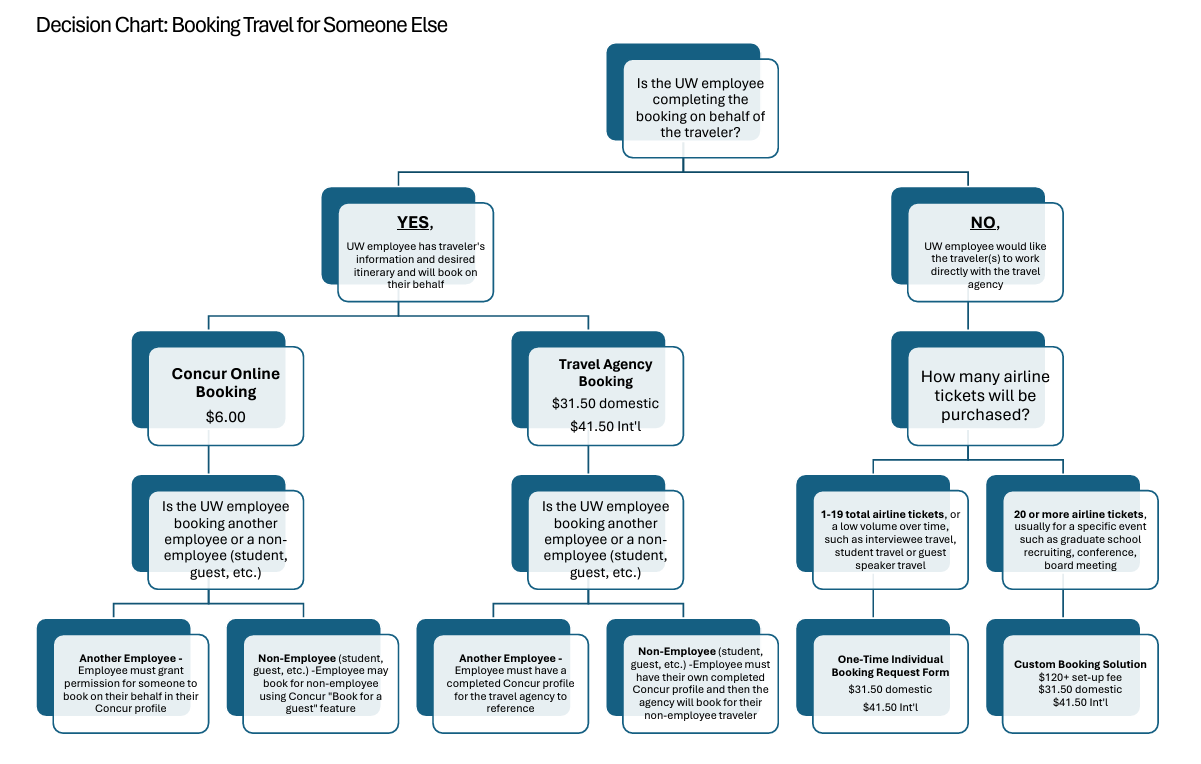 Decision Chart: Booking Travel for Someone Else
Is the UW employee
completing the
booking on behalf of
the traveler?
YES,
UW employee has traveler's
information and desired
itinerary and will book on
their behalf
NO,
UW employee would like
the traveler(s) to work
directly with the travel
agency
Concur Online
Booking
$6.00
Travel Agency
Booking
$31.50 domestic
$41.50 Int'l
How many airline
tickets will be
purchased?
Is the UW employee
booking another
employee or a non-
employee (student,
guest, etc.)
Is the UW employee
booking another
employee or a non-
employee (student,
guest, etc.)
1-19 total airline tickets, or
a low volume over time,
such as interviewee travel,
student travel or guest
speaker travel
20 or more airline tickets,
usually for a specific event
such as graduate school
recruiting, conference,
board meeting
Another Employee -
Employee must grant
permission for someone to
book on their behalf in their
Concur profile
Non-Employee (student,
guest, etc.) -Employee may
book for non-employee
using Concur "Book for a
guest" feature
Another Employee -
Employee must have a
completed Concur profile
for the travel agency to
reference
Non-Employee (student,
guest, etc.) -Employee must
have their own completed
Concur profile and then the
agency will book for their
non-employee traveler
One-Time Individual
Booking Request Form
$31.50 domestic
$41.50 Int'l
Custom Booking Solution
$120+ set-up fee
$31.50 domestic
$41.50 Int'l